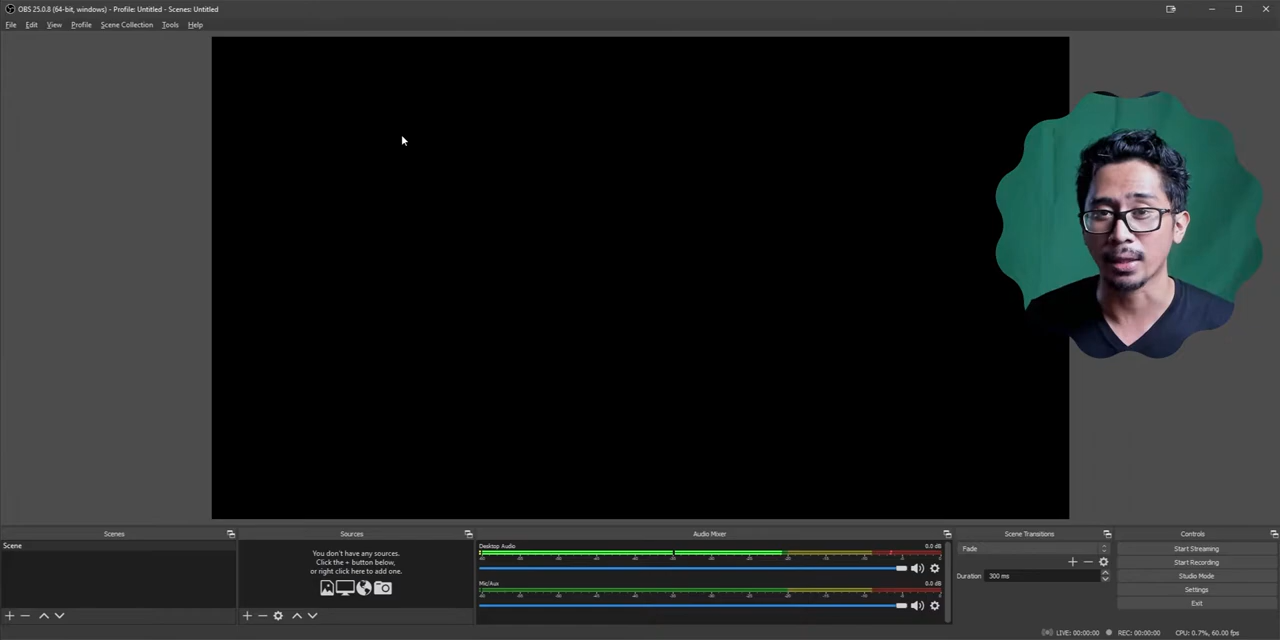 OBS 25.0.8 (64-bit, windows) - Profile: Untitled - Scenes: Untitled
File Edit View Profile Scene Collection Tools Help
Scenes
Sources
Audio Mixer
Scene Transitions
Controls
Scene
You don't have any sources.
Click the + button below,
or right click here to add one.
Desktop Audio 0.0 dB
Mic/Aux 0.0 dB
Fade
Duration 300 ms
Start Streaming
Start Recording
Studio Mode
Settings
Exit
LIVE: 00:00:00 REC: 00:00:00 CPU: 0.7%, 60.00 fps